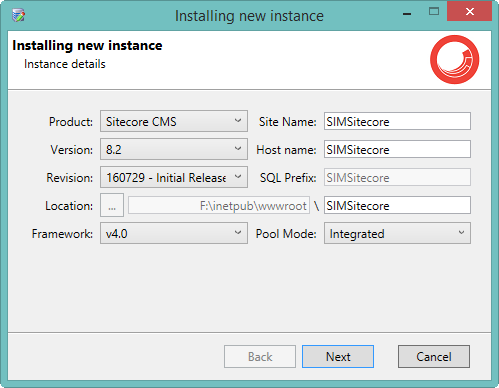 Installing new instance
Installing new instance
Instance details
Product: Sitecore CMS Site Name: SIMSitecore
Version: 8.2 Host name: SIMSitecore
Revision: 160729 - Initial Release SQL Prefix: SIMSitecore
Location: ... F:\inetpub\wwwroot \ SIMSitecore
Framework: v4.0 Pool Mode: Integrated
Back Next Cancel